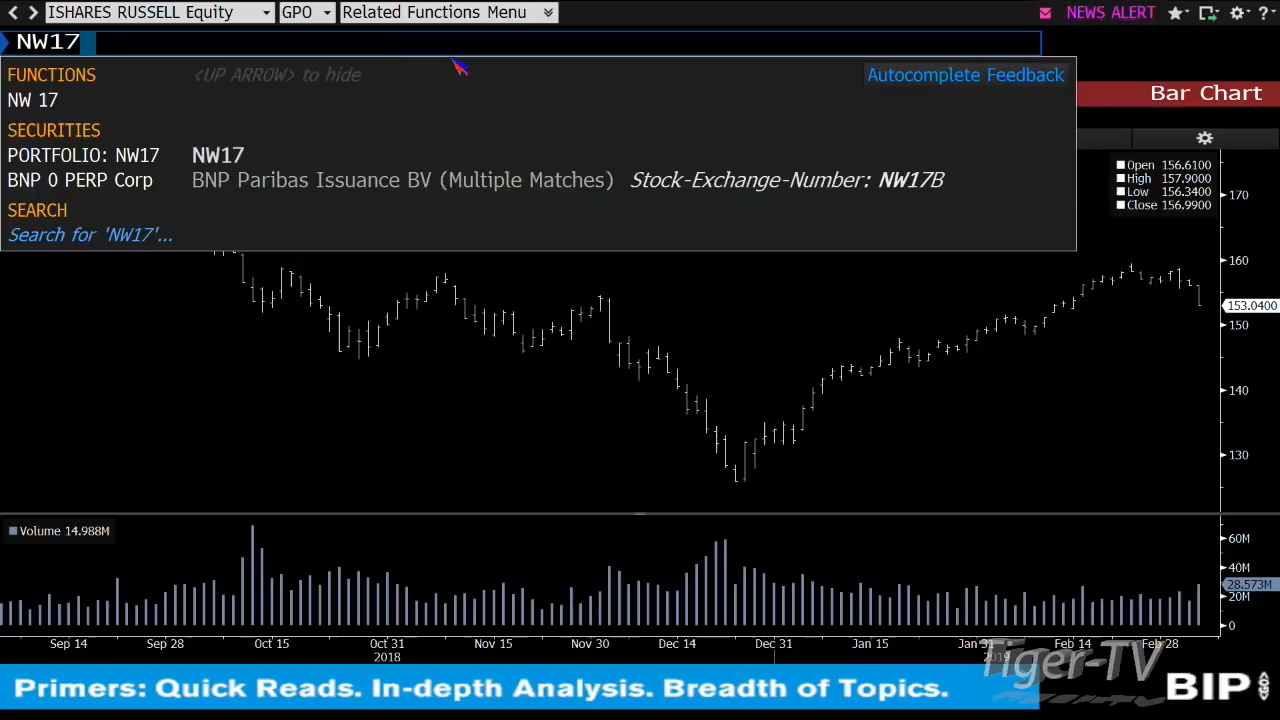 ISHARES RUSSELL Equity GPO Related Functions Menu NEWS ALERT ?
NW17
FUNCTIONS <UP ARROW> to hide Autocomplete Feedback
NW 17
Bar Chart
SECURITIES
PORTFOLIO: NW17 NW17
BNP 0 PERP Corp BNP Paribas Issuance BV (Multiple Matches) Stock-Exchange-Number: NW17B
SEARCH
Search for 'NW17'...
Open 156.6100
High 157.9000
Low 156.3400
Close 156.9900
170
160
153.0400
150
140
130
Volume 14.988M
60M
40M
28.573M
20M
0
Sep 14 Sep 28 Oct 15 Oct 31 Nov 15 Nov 30 Dec 14 Dec 31 Jan 15 Jan 31 Feb 14 Feb 28
2018 2019
Tiger-TV
Primers: Quick Reads. In-depth Analysis. Breadth of Topics.
BIP